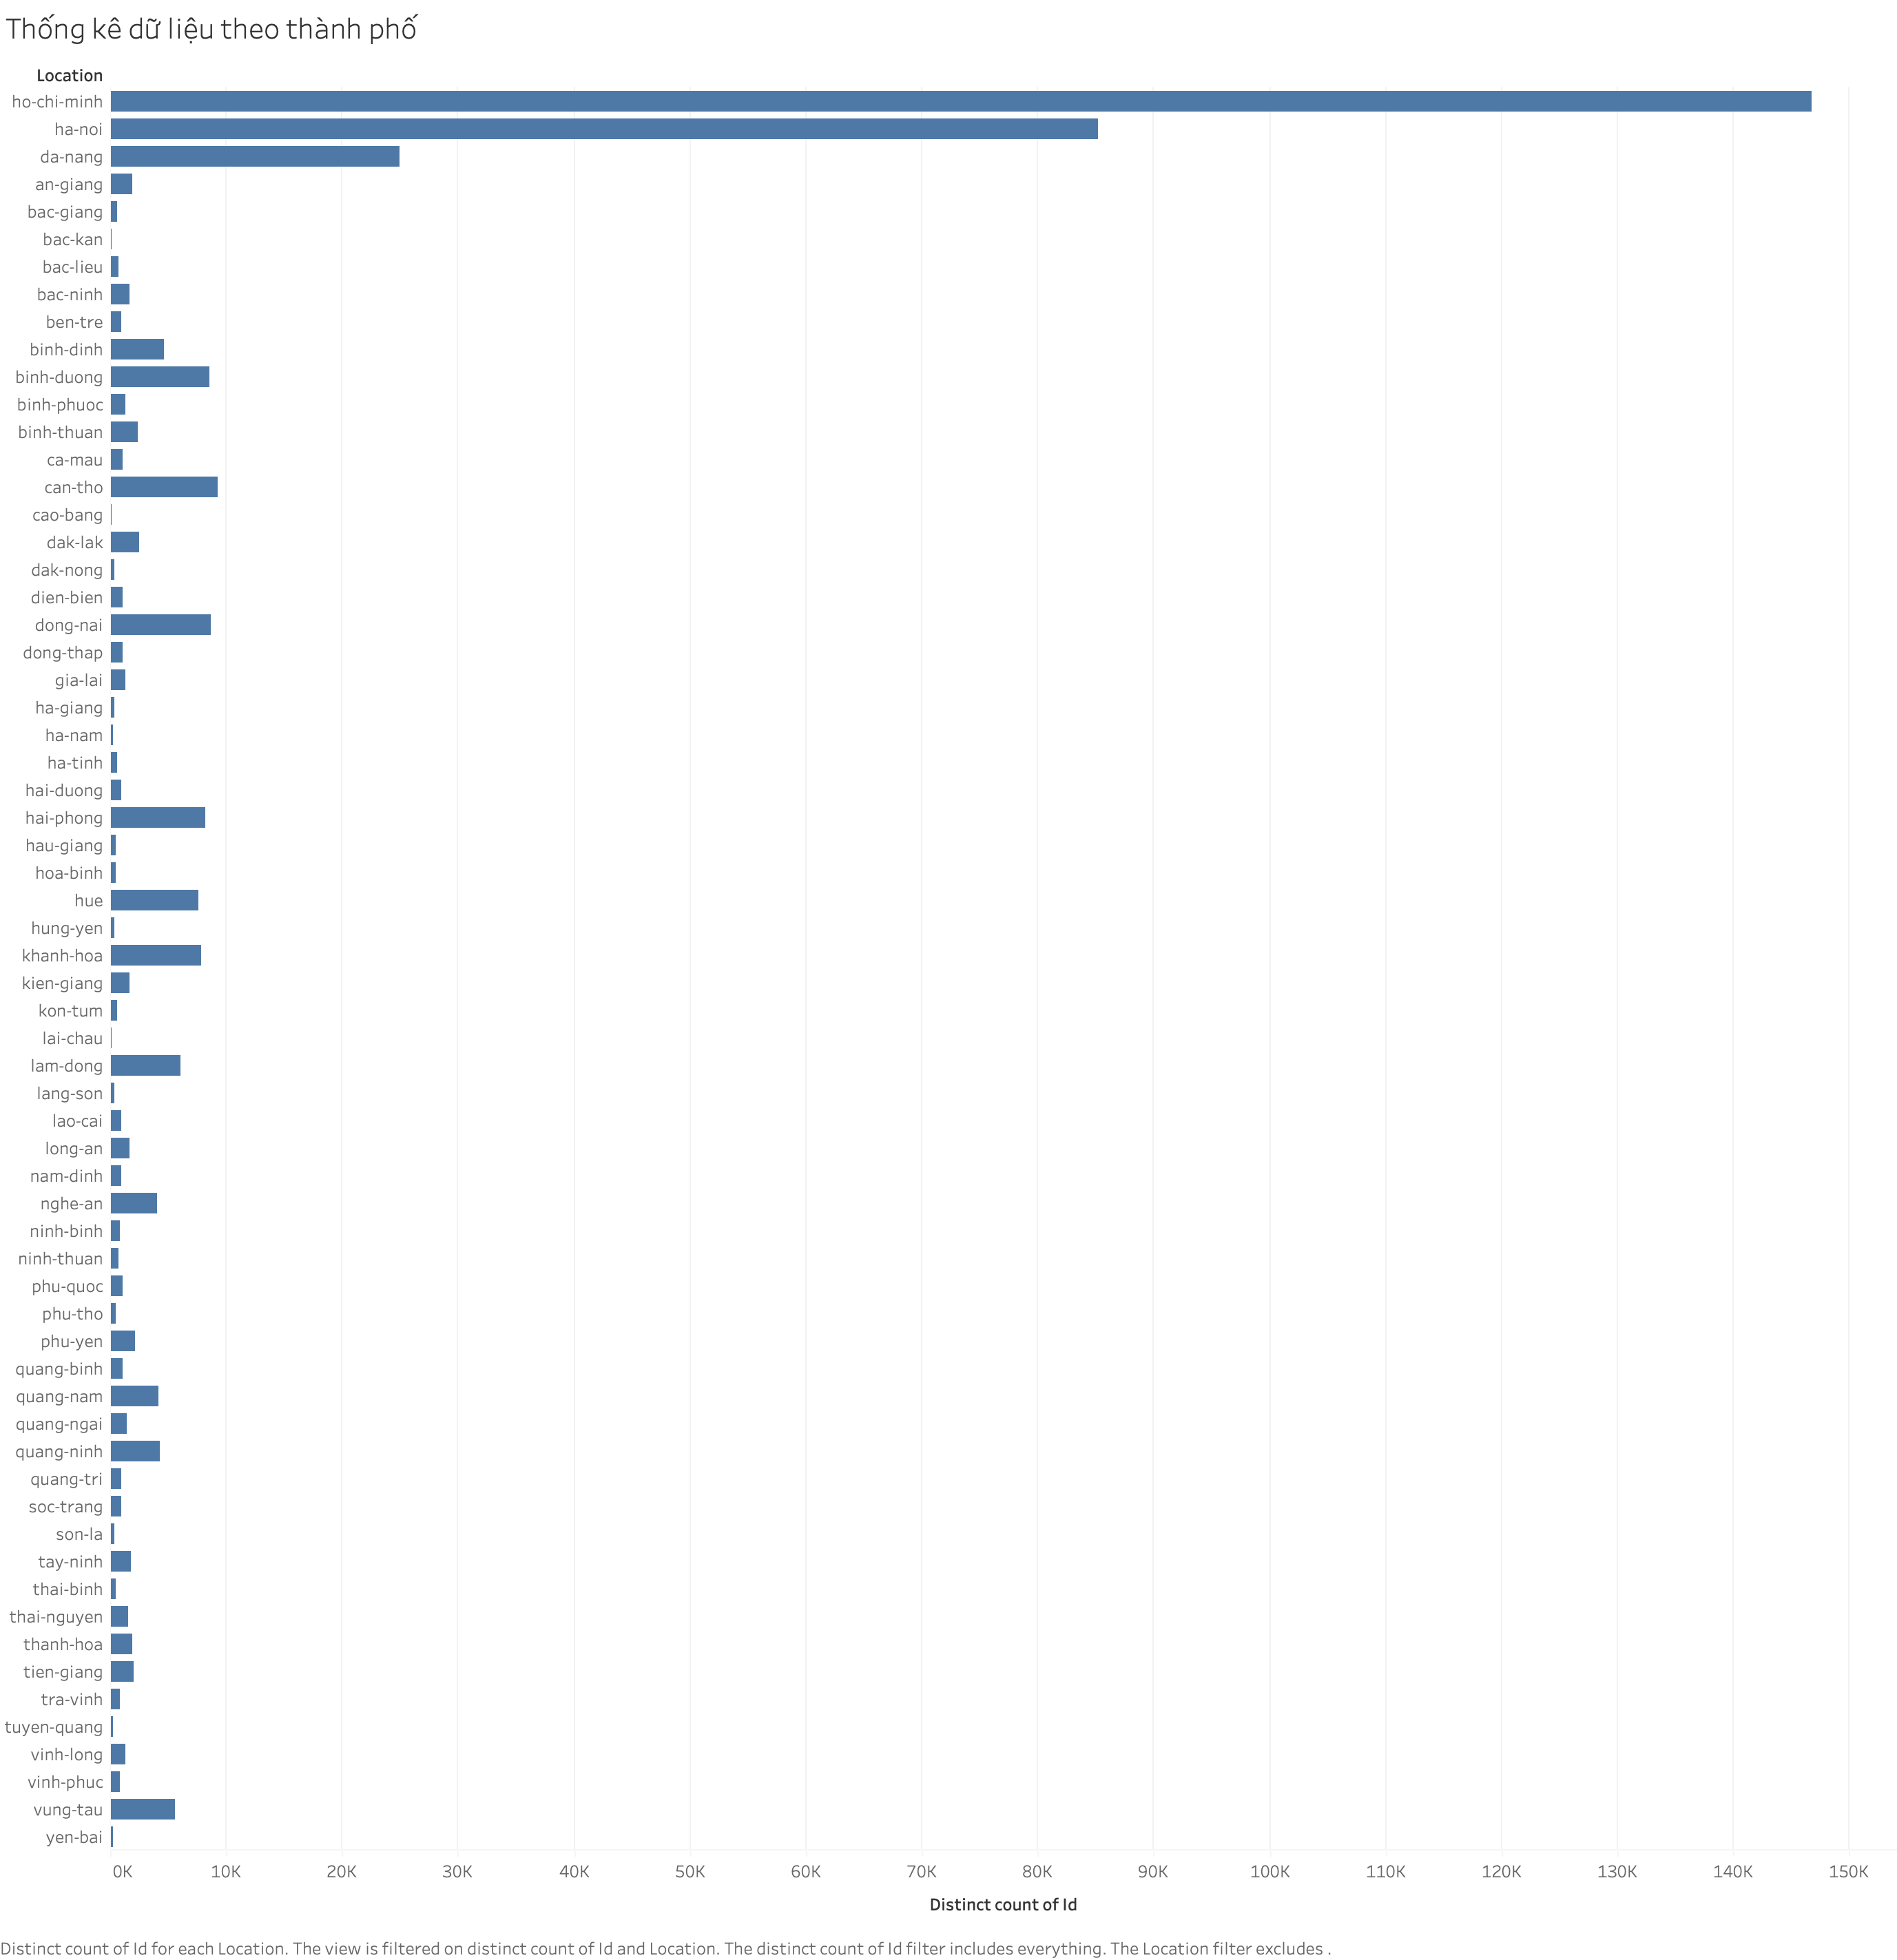 Thống kê dữ liệu theo thành phố
Location
ho-chi-minh
ha-noi
da-nang
an-giang
bac-giang
bac-kan
bac-lieu
bac-ninh
ben-tre
binh-dinh
binh-duong
binh-phuoc
binh-thuan
ca-mau
can-tho
cao-bang
dak-lak
dak-nong
dien-bien
dong-nai
dong-thap
gia-lai
ha-giang
ha-nam
ha-tinh
hai-duong
hai-phong
hau-giang
hoa-binh
hue
hung-yen
khanh-hoa
kien-giang
kon-tum
lai-chau
lam-dong
lang-son
lao-cai
long-an
nam-dinh
nghe-an
ninh-binh
ninh-thuan
phu-quoc
phu-tho
phu-yen
quang-binh
quang-nam
quang-ngai
quang-ninh
quang-tri
soc-trang
son-la
tay-ninh
thai-binh
thai-nguyen
thanh-hoa
tien-giang
tra-vinh
tuyen-quang
vinh-long
vinh-phuc
vung-tau
yen-bai
0K 10K 20K 30K 40K 50K 60K 70K 80K 90K 100K 110K 120K 130K 140K 150K
Distinct count of Id
Distinct count of Id for each Location. The view is filtered on distinct count of Id and Location. The distinct count of Id filter includes everything. The Location filter excludes .